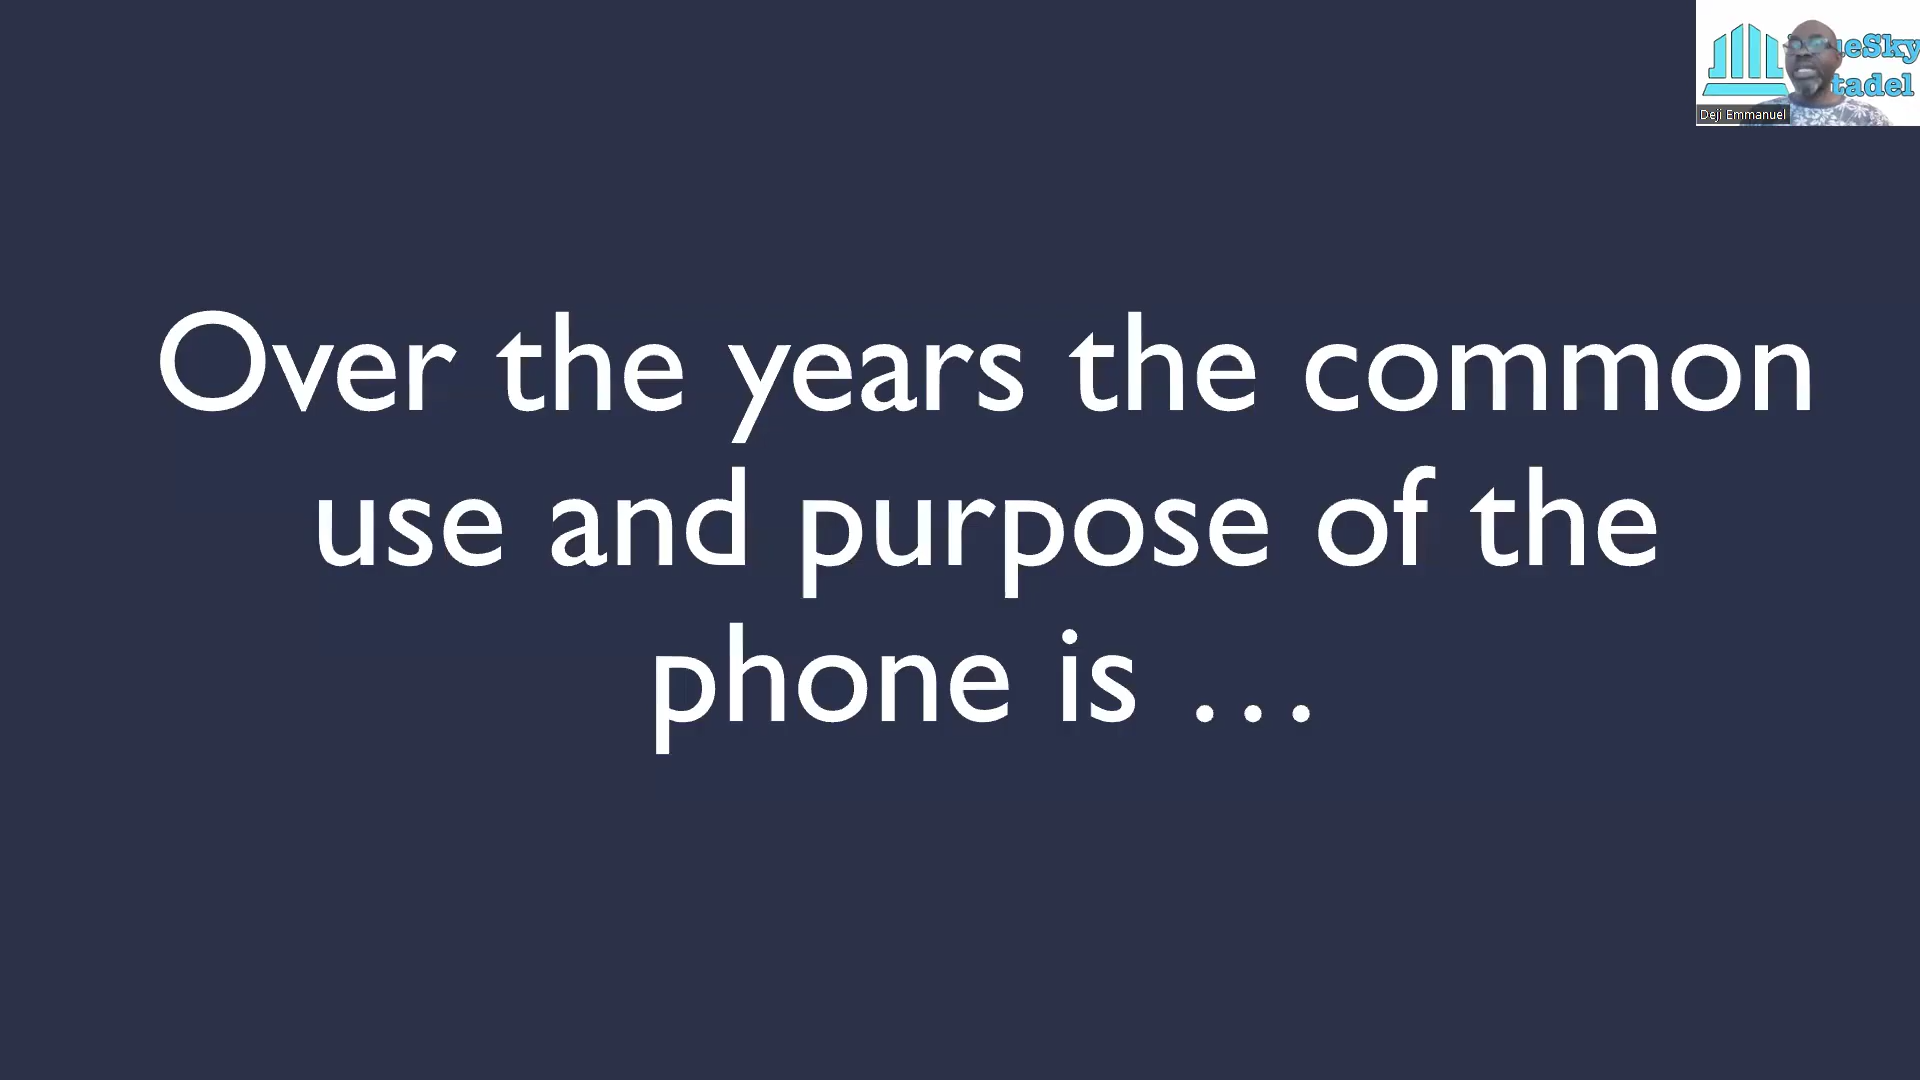 Over the years the common
use and purpose of the
phone is …
Deji Emmanuel